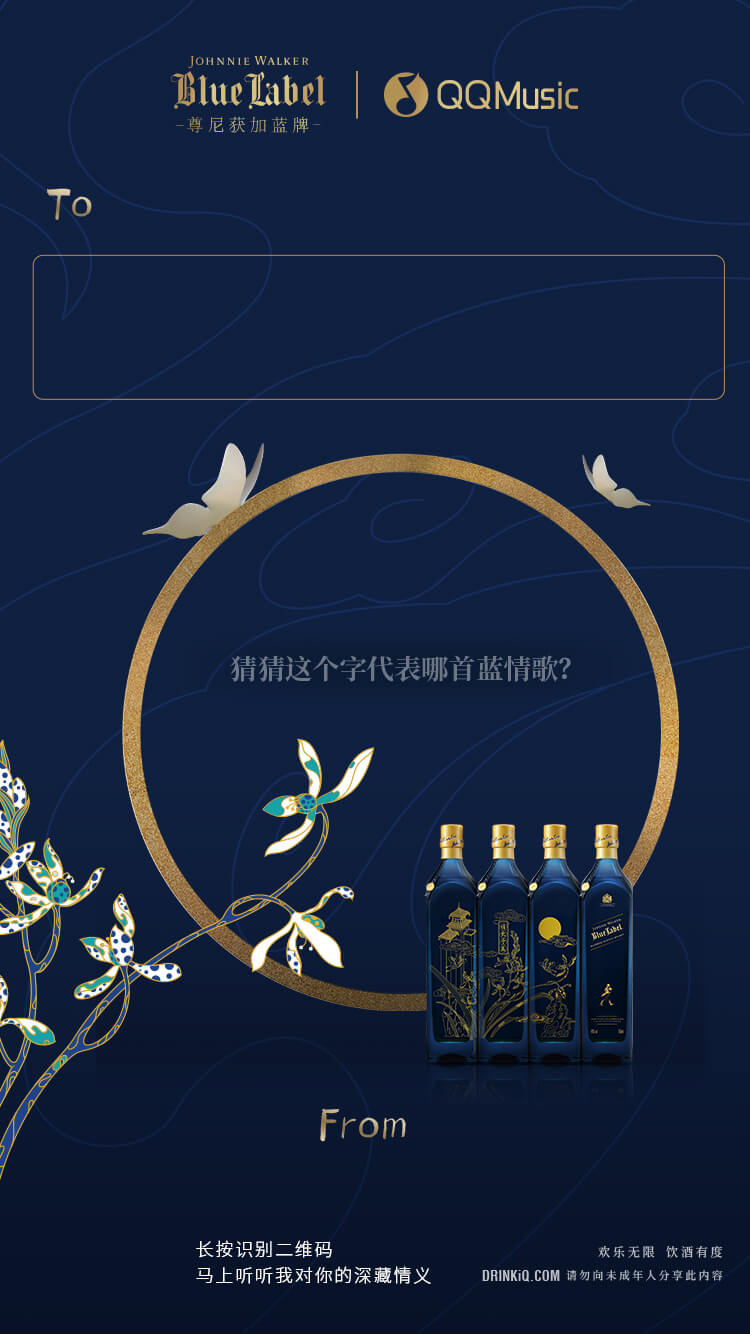 JOHNNIE WALKER
Blue Label
尊尼获加蓝牌
QQMusic
To
猜猜这个字代表哪首蓝情歌？
Blue Label
From
长按识别二维码
马上听听我对你的深藏情义
欢乐无限 饮酒有度
DRINKiQ.COM 请勿向未成年人分享此内容